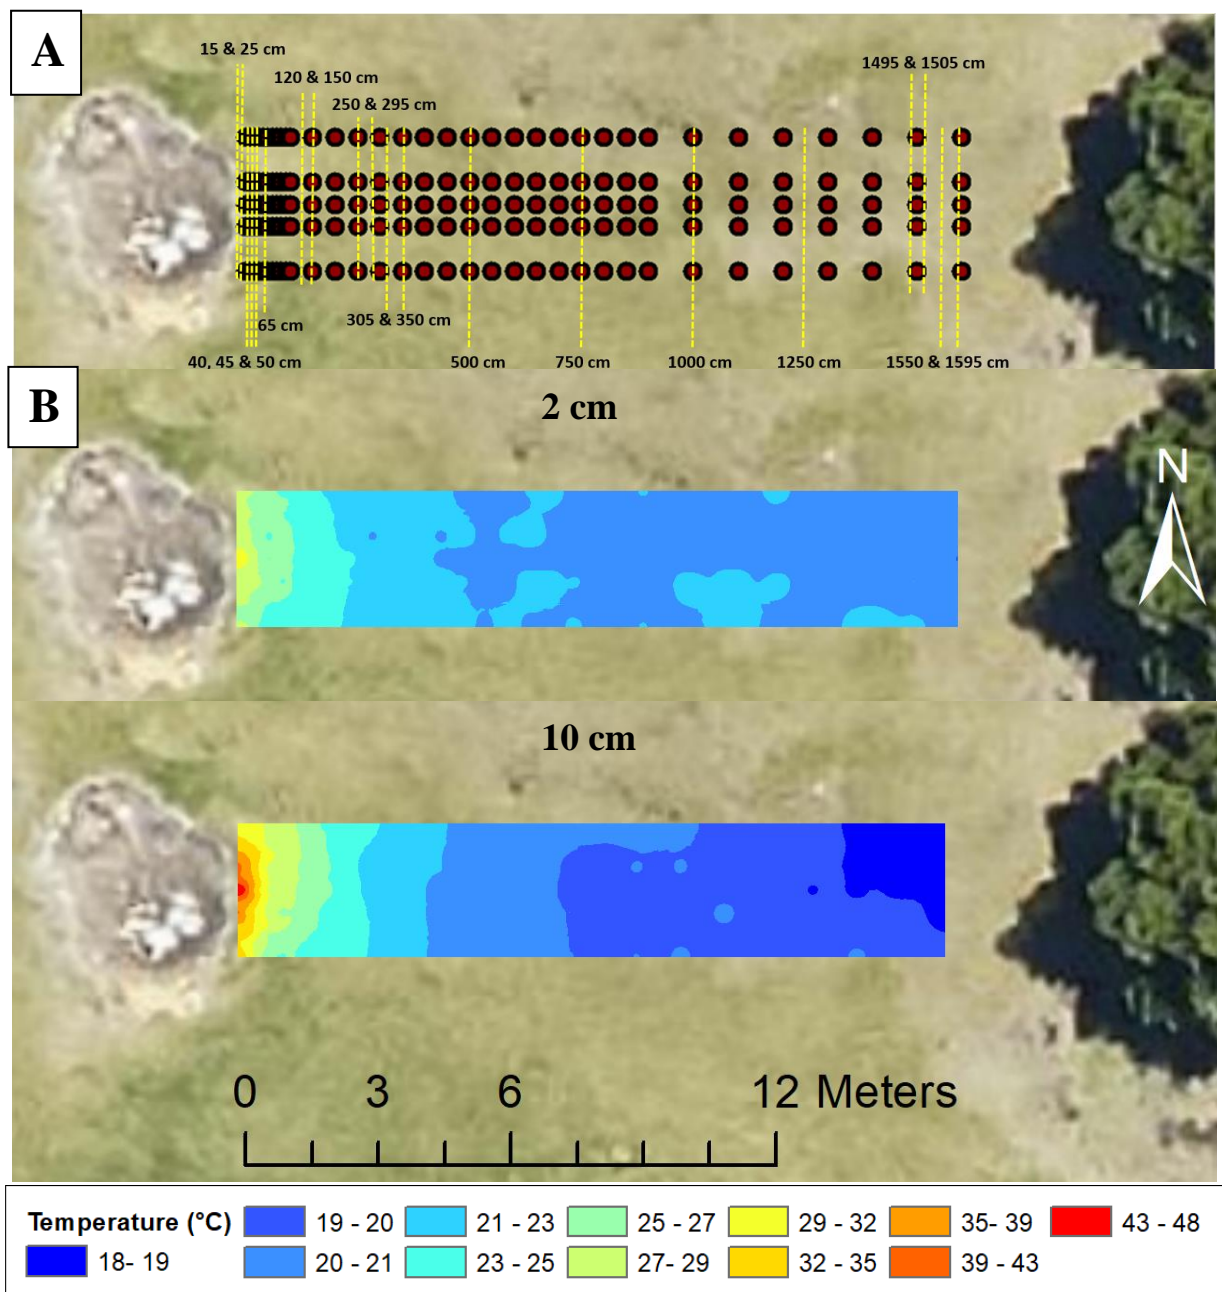 A
15 & 25 cm
120 & 150 cm
250 & 295 cm
1495 & 1505 cm
65 cm
305 & 350 cm
40, 45 & 50 cm
500 cm
750 cm
1000 cm
1250 cm
1550 & 1595 cm
B
2 cm
N
10 cm
0 3 6 12 Meters
Temperature (°C)
19 - 20
21 - 23
25 - 27
29 - 32
35- 39
43 - 48
18- 19
20 - 21
23 - 25
27- 29
32 - 35
39 - 43